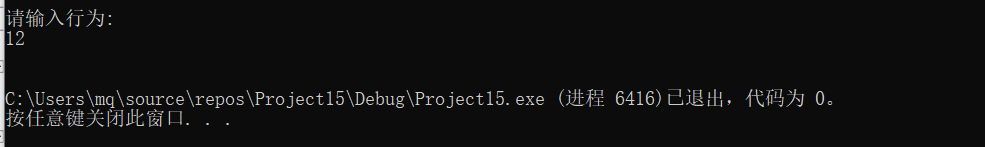 请输入行为:
12
C:\Users\mq\source\repos\Project15\Debug\Project15.exe (进程 6416)已退出，代码为 0。
按任意键关闭此窗口. . .